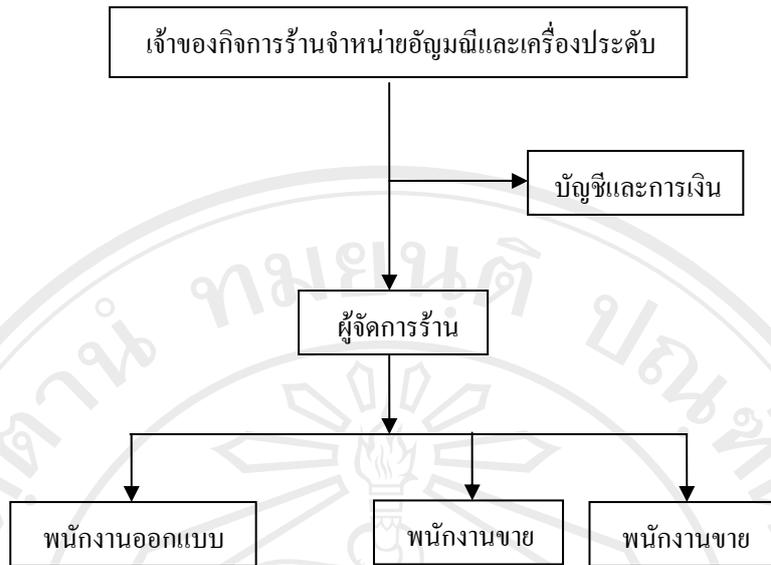 เจ้าของกิจการร้านจำหน่ายอัญมณีและเครื่องประดับ
บัญชีและการเงิน
ผู้จัดการร้าน
พนักงานออกแบบ
พนักงานขาย
พนักงานขาย